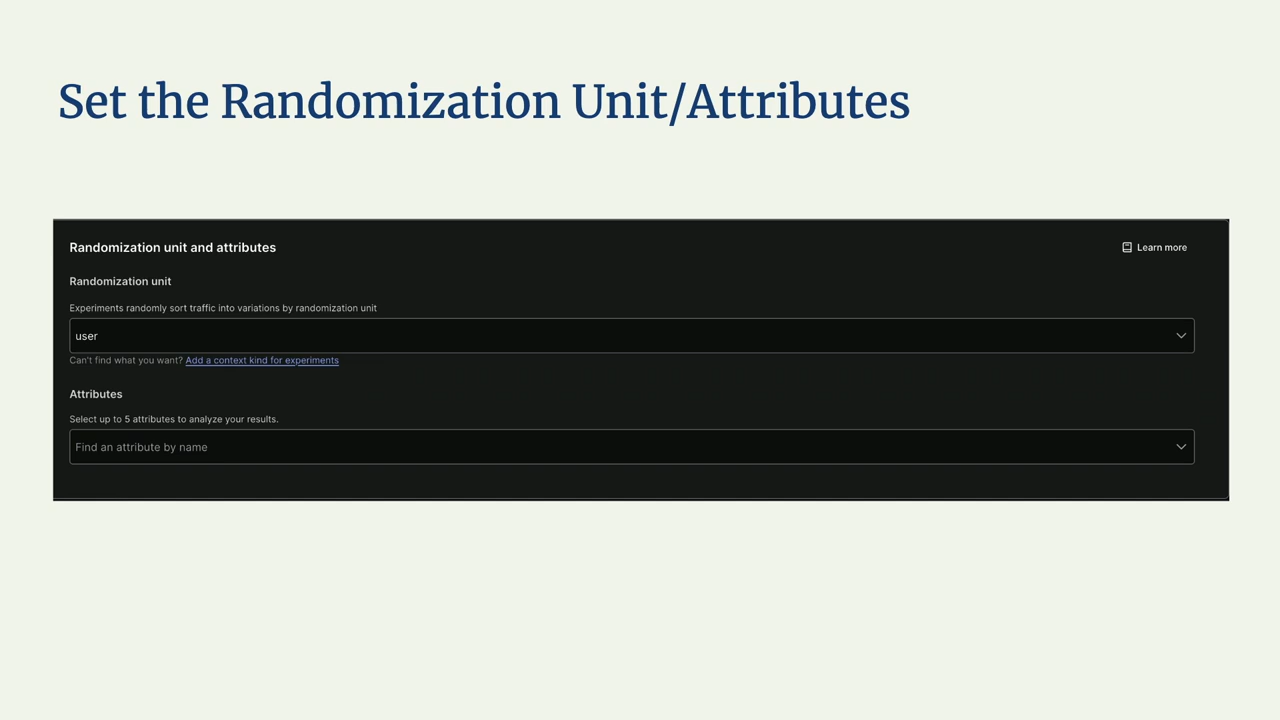 Set the Randomization Unit/Attributes
Randomization unit and attributes
Learn more
Randomization unit
Experiments randomly sort traffic into variations by randomization unit
user
Can't find what you want? Add a context kind for experiments
Attributes
Select up to 5 attributes to analyze your results.
Find an attribute by name